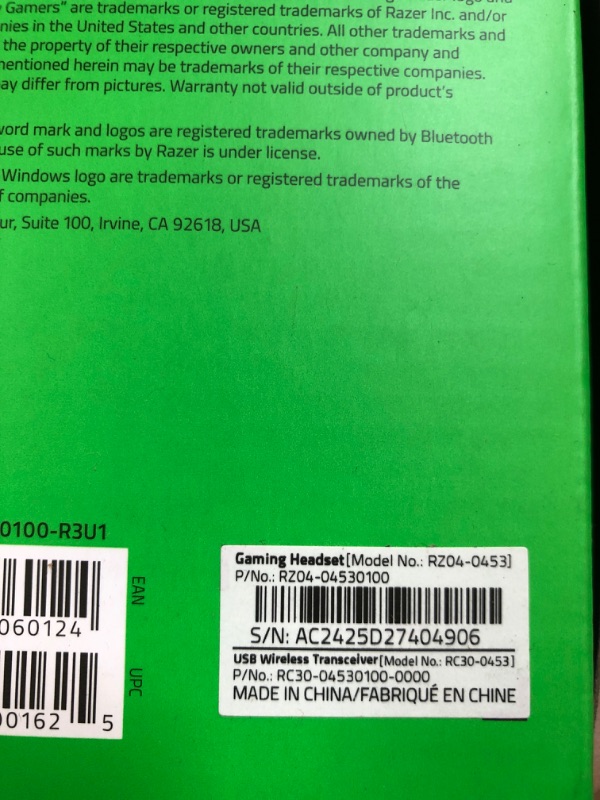 Gamers" are trademarks or registered trademarks of Razer Inc. and/or
nies in the United States and other countries. All other trademarks and
the property of their respective owners and other company and
mentioned herein may be trademarks of their respective companies.
ay differ from pictures. Warranty not valid outside of product's
word mark and logos are registered trademarks owned by Bluetooth
use of such marks by Razer is under license.
Windows logo are trademarks or registered trademarks of the
f companies.
ur, Suite 100, Irvine, CA 92618, USA
0100-R3U1
EAN
060124
UPC
00162 5
Gaming Headset[Model No.: RZ04-0453]
P/No.: RZ04-04530100
S/N: AC2425D27404906
USB Wireless Transceiver[Model No.: RC30-0453]
P/No.: RC30-04530100-0000
MADE IN CHINA/FABRIQUÉ EN CHINE